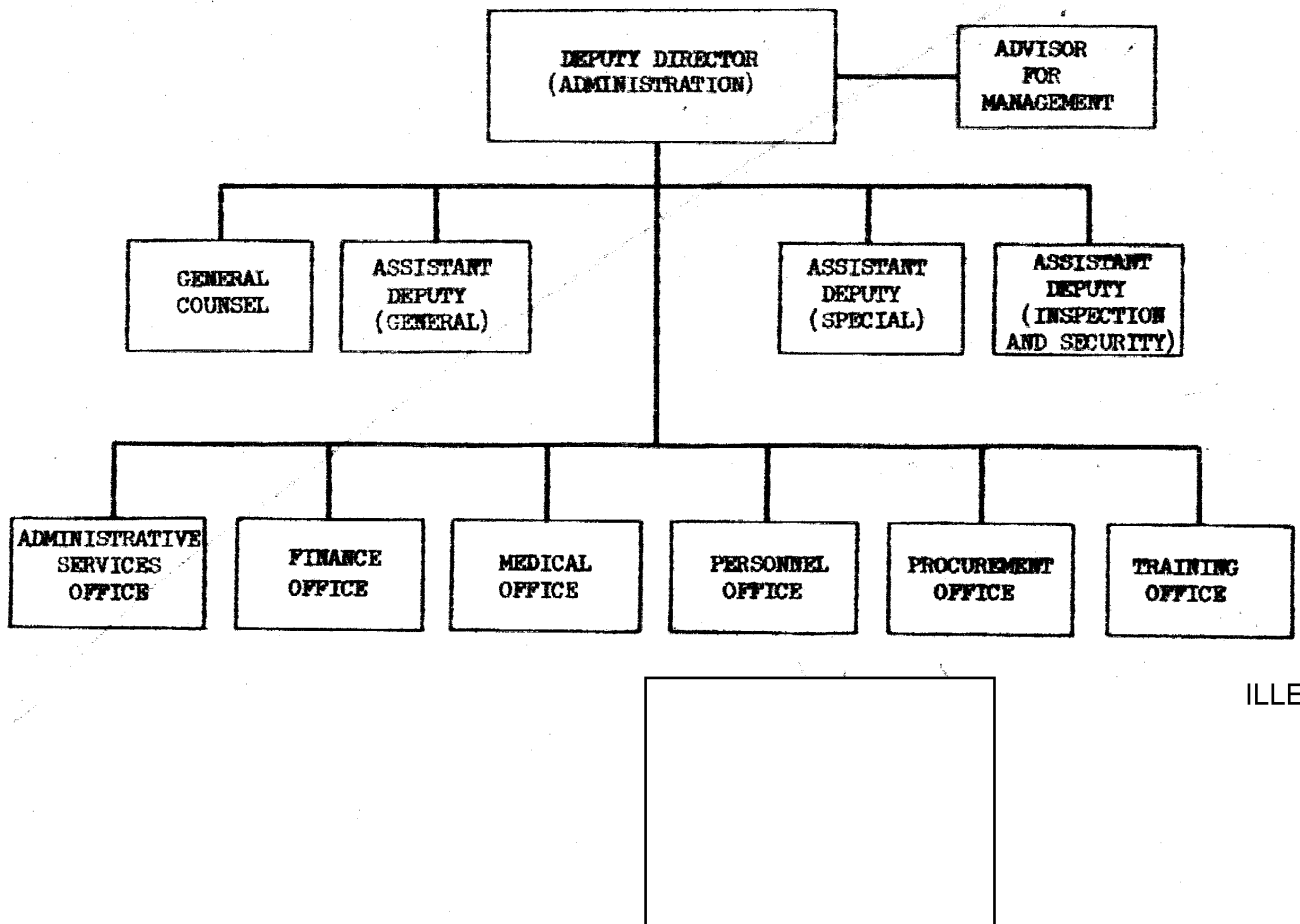 DEPUTY DIRECTOR
(ADMINISTRATION)
ADVISOR
FOR
MANAGEMENT
GENERAL
COUNSEL
ASSISTANT
DEPUTY
(GENERAL)
ASSISTANT
DEPUTY
(SPECIAL)
ASSISTANT
DEPUTY
(INSPECTION
AND SECURITY)
ADMINISTRATIVE
SERVICES
OFFICE
FINANCE
OFFICE
MEDICAL
OFFICE
PERSONNEL
OFFICE
PROCUREMENT
OFFICE
TRAINING
OFFICE
ILLE